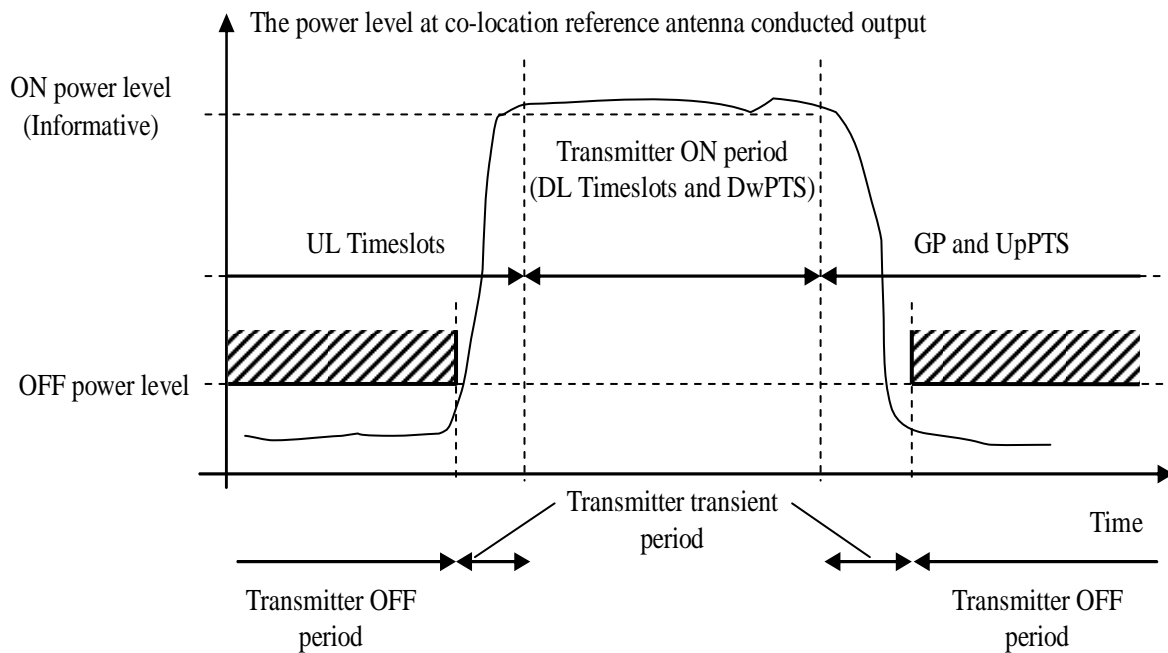 The power level at co-location reference antenna conducted output
ON power level
(Informative)
Transmitter ON period
(DL Timeslots and DwPTS)
UL Timeslots
GP and UpPTS
OFF power level
Transmitter transient
period
Time
Transmitter OFF
period
Transmitter OFF
period